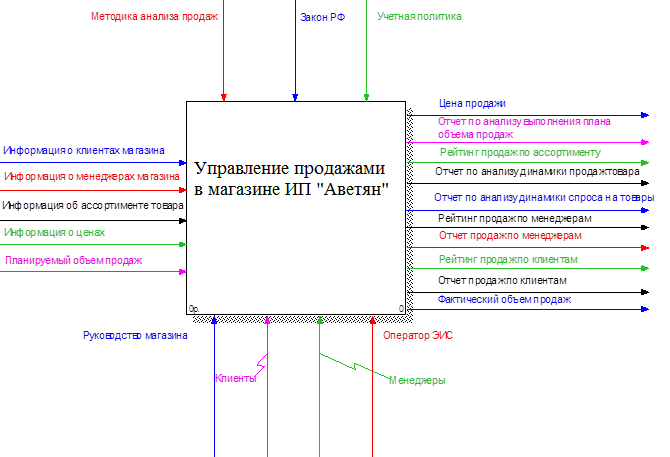 Методика анализа продаж
Закон РФ
Учетная политика
Информация о клиентах магазина
Информация о менеджерах магазина
Информация об ассортименте товара
Информация о ценах
Планируемый объем продаж
Управление продажами
в магазине ИП "Аветян"
0р.
0
Цена продажи
Отчет по анализу выполнения плана
объема продаж
Рейтинг продаж по ассортименту
Отчет по анализу динамики продаж товара
Отчет по анализу динамики спроса на товары
Рейтинг продаж по менеджерам
Отчет продаж по менеджерам
Рейтинг продаж по клиентам
Отчет продаж по клиентам
Фактический объем продаж
Руководство магазина
Клиенты
Менеджеры
Оператор ЭИС